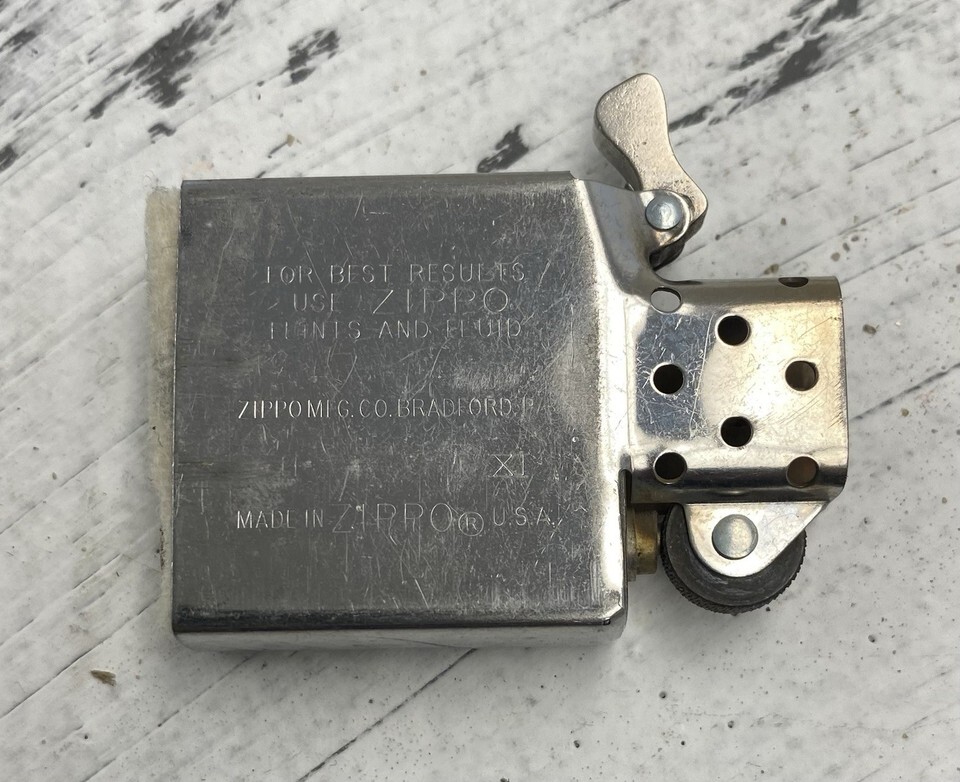 FOR BEST RESULTS
USE ZIPPO
FLINTS AND FLUID
ZIPPO MFG. CO. BRADFORD. PA
XI
MADE IN ZIPPO® U.S.A.